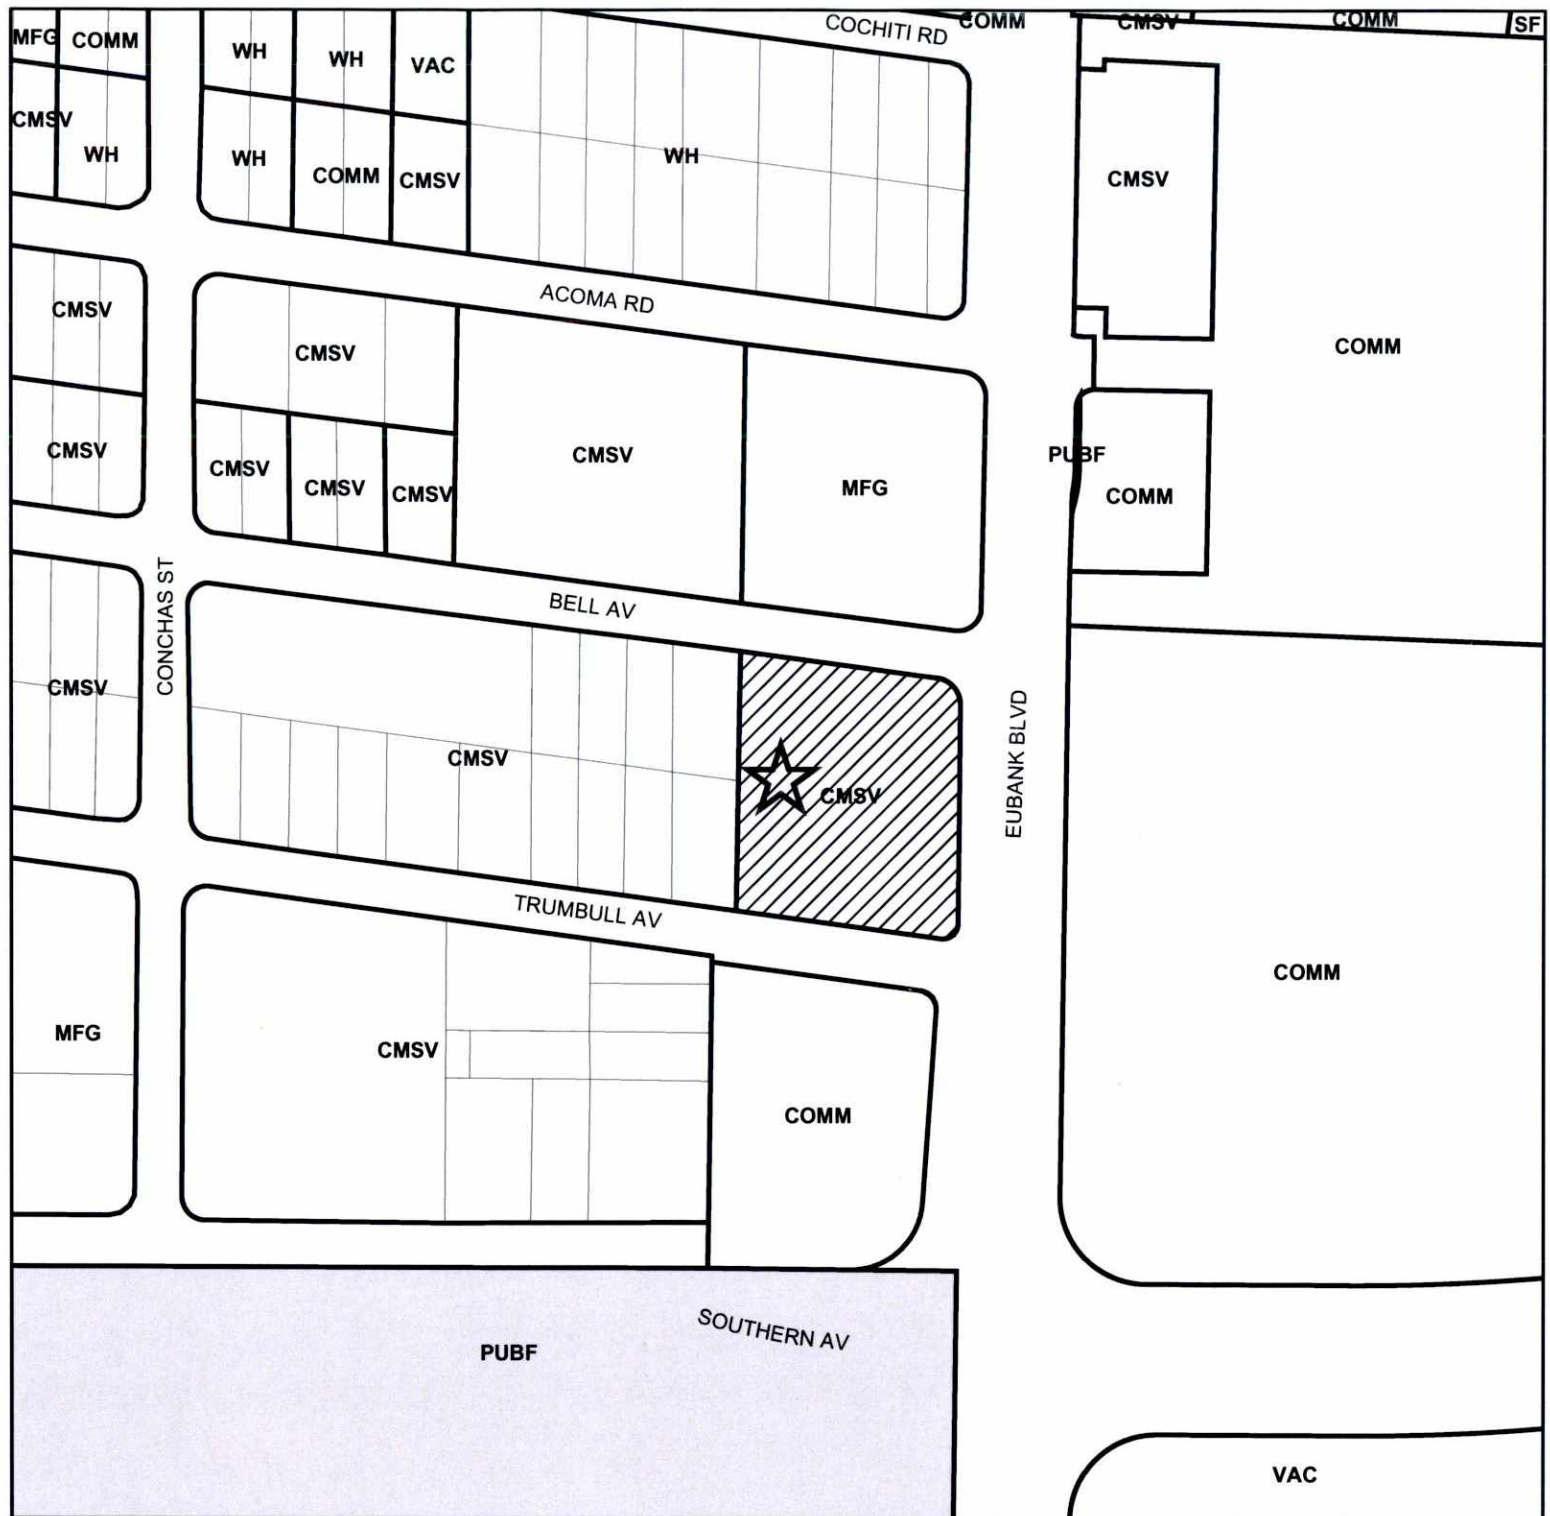 COCHITI RD
COMM
CMSV
COMM
SF
MFG
COMM
WH
WH
VAC
CMSV
WH
WH
COMM
CMSV
WH
CMSV
COMM
ACOMA RD
CMSV
CMSV
CMSV
CMSV
CMSV
CMSV
CMSV
MFG
PUBF
COMM
CONCHAS ST
BELL AV
EUBANK BLVD
CMSV
CMSV
CMSV
TRUMBULL AV
COMM
MFG
CMSV
COMM
SOUTHERN AV
PUBF
VAC